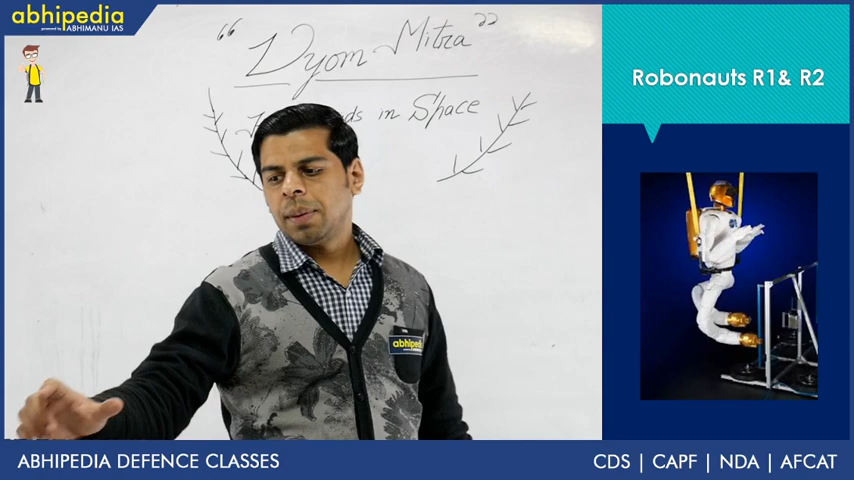 abhipedia
powered by ABHIMANU IAS
"Vyom Mitra"
in Space
Robonauts R1& R2
abhipedia
ABHIPEDIA DEFENCE CLASSES
CDS | CAPF | NDA | AFCAT